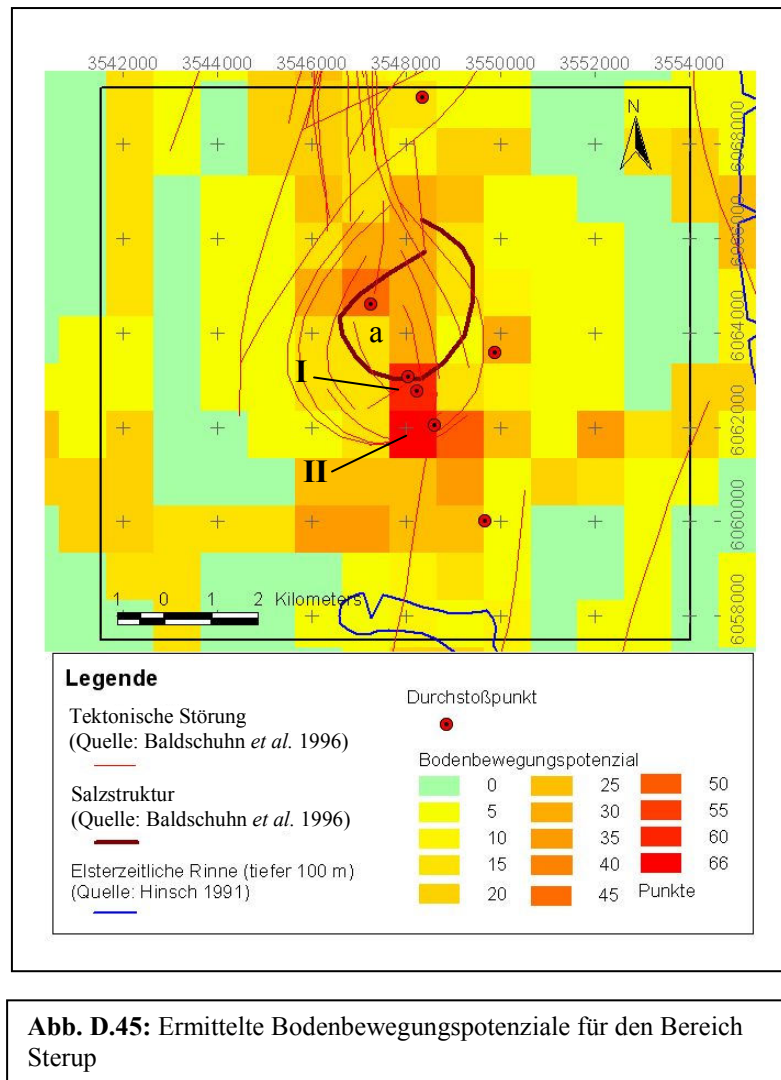 3542000 3544000 3546000 3548000 3550000 3552000 3554000
N
6068000
6066000
6064000
6062000
6060000
6058000
a
I
II
1 0 1 2 Kilometers
Legende
Tektonische Störung
(Quelle: Baldschuhn et al. 1996)
Salzstruktur
(Quelle: Baldschuhn et al. 1996)
Elsterzeitliche Rinne (tiefer 100 m)
(Quelle: Hinsch 1991)
Durchstoßpunkt
Bodenbewegungspotenzial
0 25 50
5 30 55
10 35 60
15 40 66
20 45 Punkte
Abb. D.45: Ermittelte Bodenbewegungspotenziale für den Bereich
Sterup